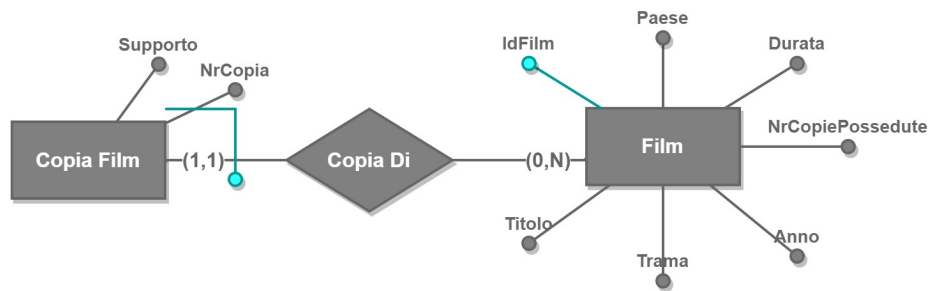 Paese
IdFilm
Durata
Supporto
NrCopia
NrCopiePossedute
Copia Film
(1,1)
Copia Di
(0,N)
Film
Titolo
Anno
Trama